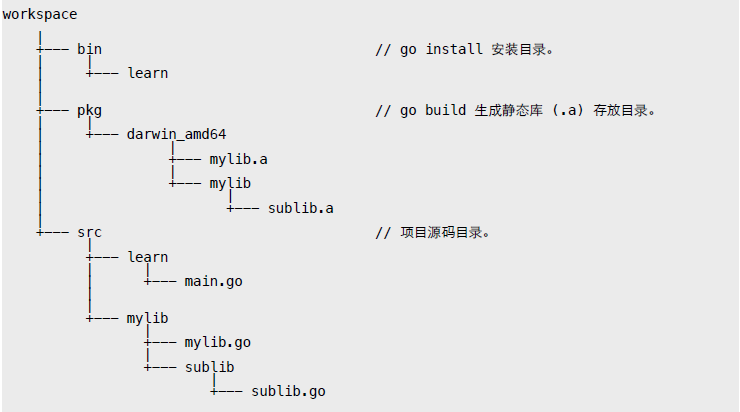 workspace
|
+--- bin // go install 安装目录。
| |
| +--- learn
|
|
+--- pkg // go build 生成静态库 (.a) 存放目录。
| |
| +--- darwin_amd64
| |
| +--- mylib.a
| |
| +--- mylib
| |
| +--- sublib.a
|
+--- src // 项目源码目录。
|
+--- learn
| |
| +--- main.go
|
|
+--- mylib
|
+--- mylib.go
|
+--- sublib
|
+--- sublib.go